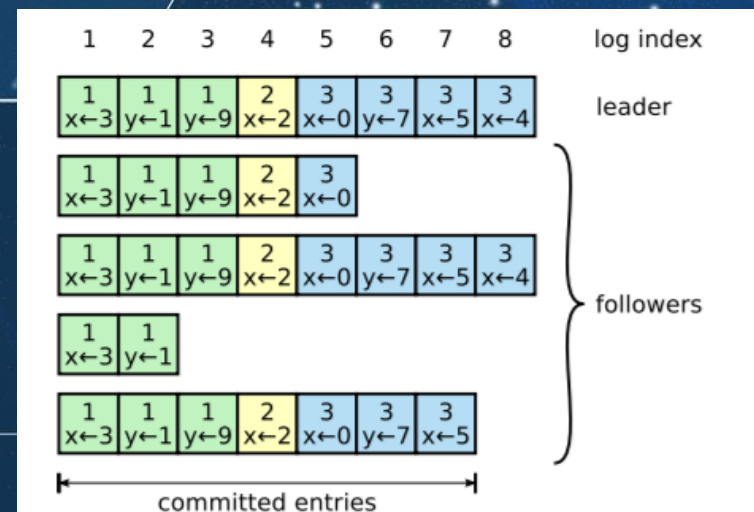 1 2 3 4 5 6 7 8 log index
1 1 1 2 3 3 3 3
x←3 y←1 y←9 x←2 x←0 y←7 x←5 x←4
leader
1 1 1 2 3
x←3 y←1 y←9 x←2 x←0
1 1 1 2 3 3 3 3
x←3 y←1 y←9 x←2 x←0 y←7 x←5 x←4
followers
1 1
x←3 y←1
1 1 1 2 3 3 3
x←3 y←1 y←9 x←2 x←0 y←7 x←5
committed entries